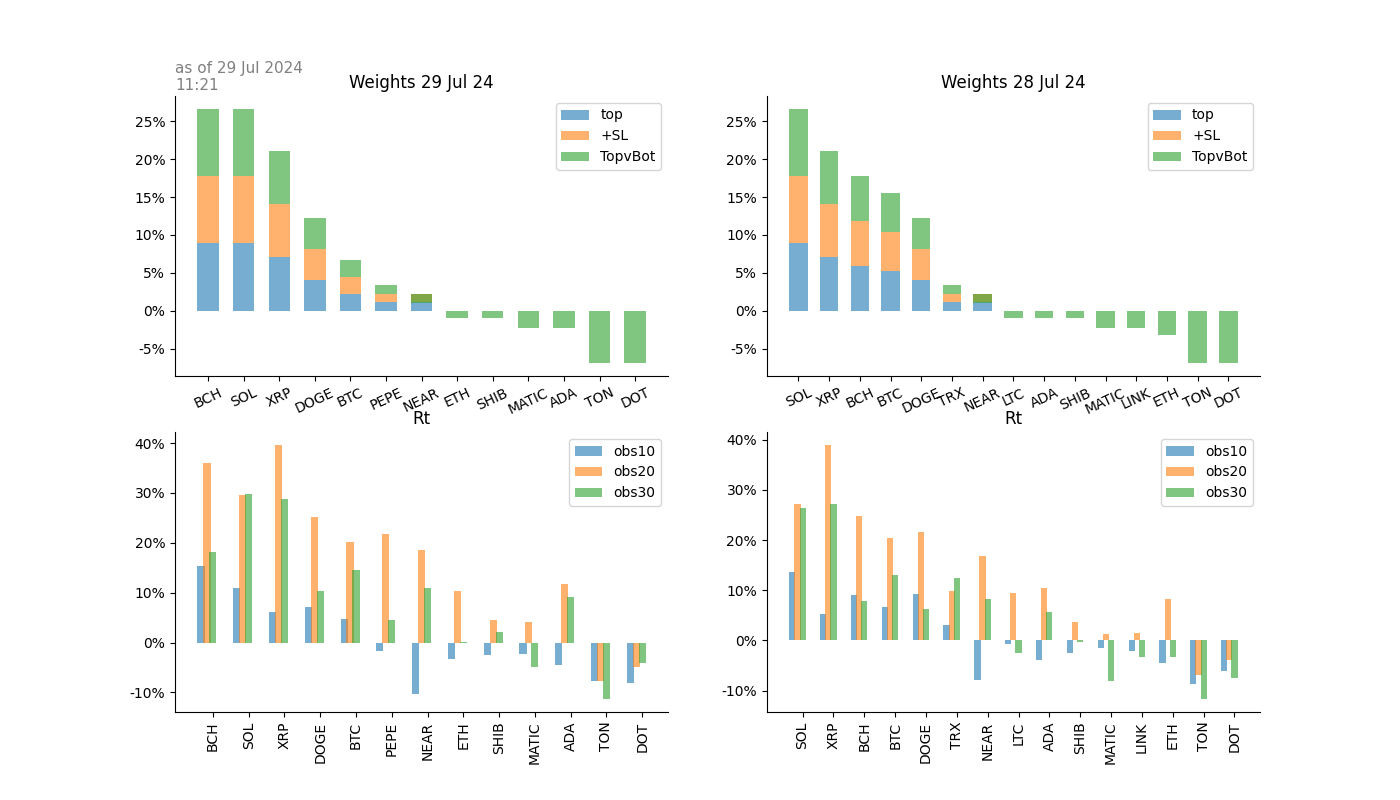 as of 29 Jul 2024
11:21
Weights 29 Jul 24
25%
20%
15%
10%
5%
0%
-5%
top
+SL
TopvBot
BCH SOL XRP DOGE BTC PEPE NEAR ETH SHIB MATIC ADA TON DOT
Weights 28 Jul 24
25%
20%
15%
10%
5%
0%
-5%
top
+SL
TopvBot
SOL XRP BCH BTC DOGE TRX NEAR LTC ADA SHIB MATIC LINK ETH TON DOT
Rt
40%
30%
20%
10%
0%
-10%
obs10
obs20
obs30
BCH SOL XRP DOGE BTC PEPE NEAR ETH SHIB MATIC ADA TON DOT
Rt
40%
30%
20%
10%
0%
-10%
obs10
obs20
obs30
SOL XRP BCH BTC DOGE TRX NEAR LTC ADA SHIB MATIC LINK ETH TON DOT